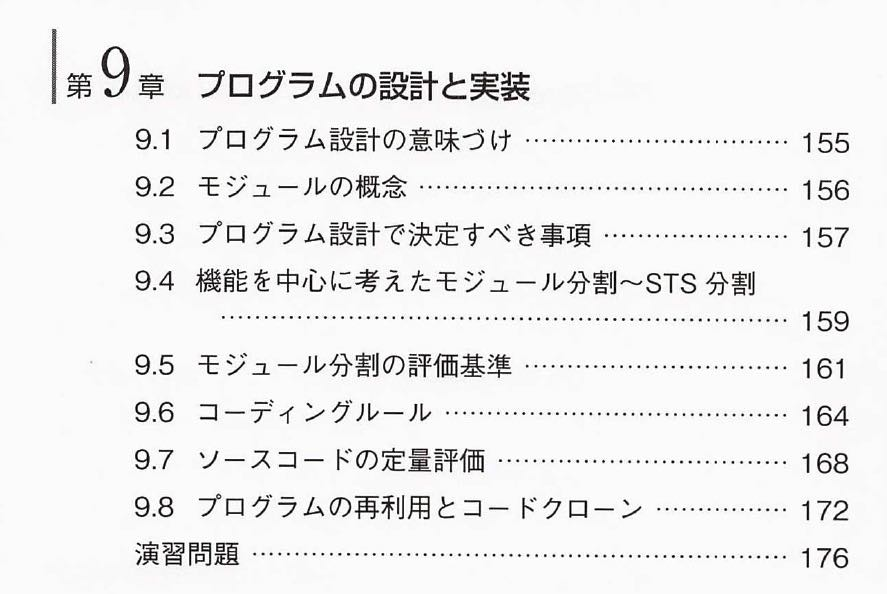 第9章 プログラムの設計と実装
9.1 プログラム設計の意味づけ ………………………… 155
9.2 モジュールの概念 …………………………………… 156
9.3 プログラム設計で決定すべき事項 ………………… 157
9.4 機能を中心に考えたモジュール分割〜STS 分割
……………………………………………………… 159
9.5 モジュール分割の評価基準 ………………………… 161
9.6 コーディングルール ………………………………… 164
9.7 ソースコードの定量評価 …………………………… 168
9.8 プログラムの再利用とコードクローン …………… 172
演習問題 …………………………………………………… 176